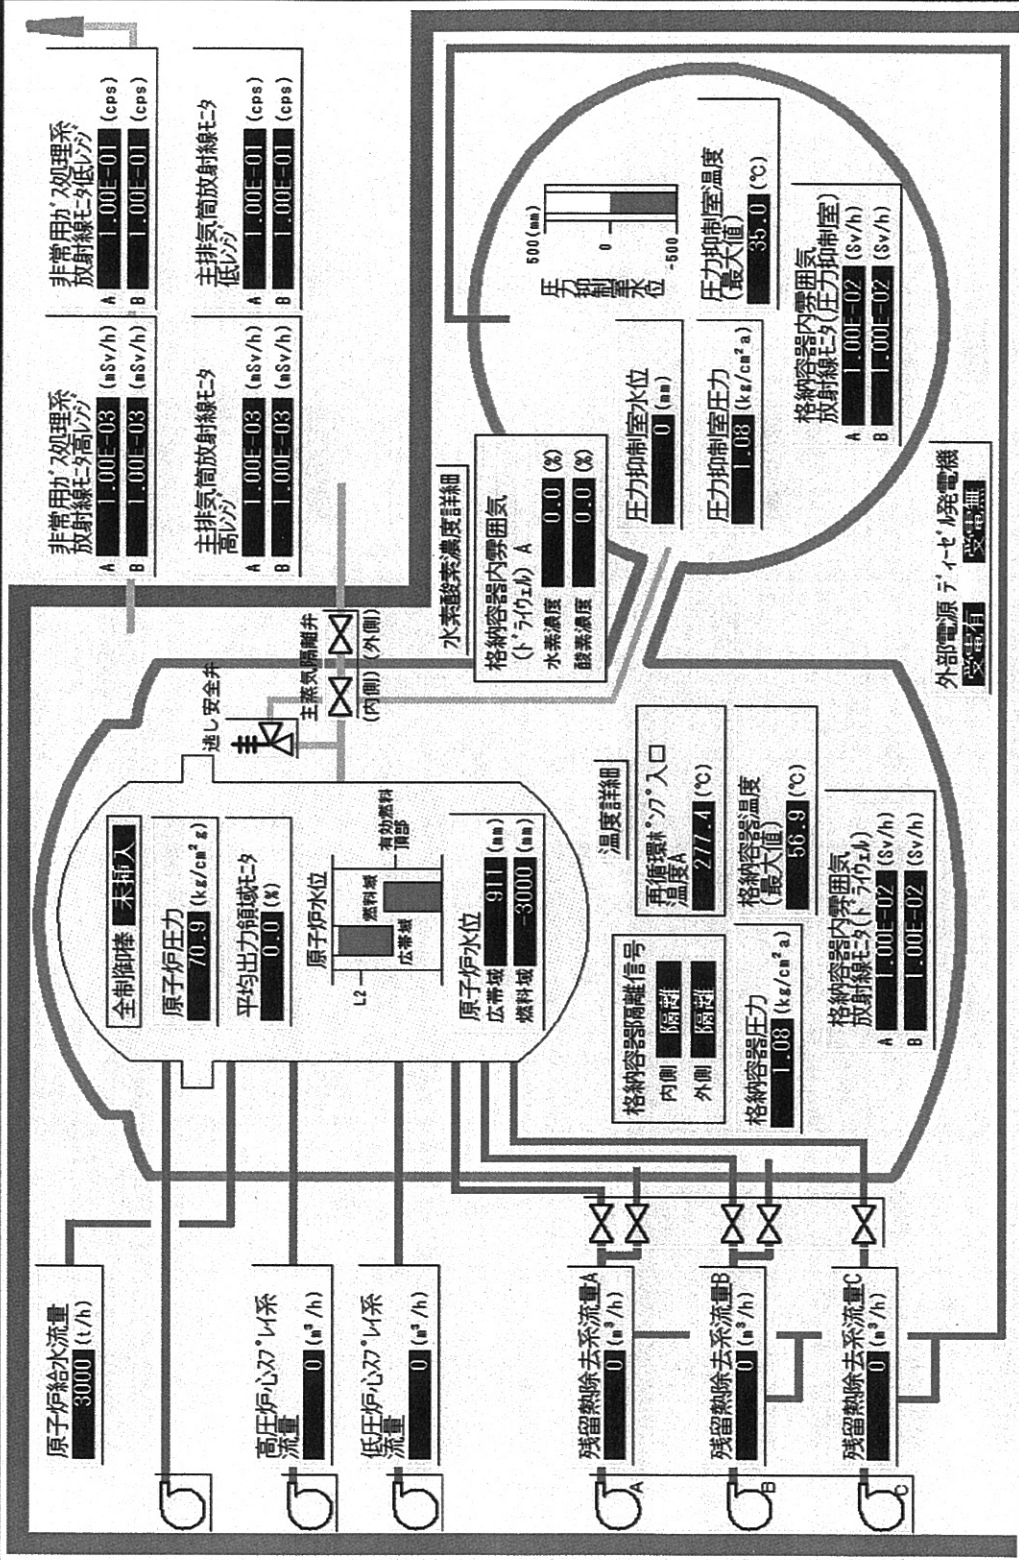 原子炉給水流量
3000 (t/h)
高圧炉心スプレイ系
流量
0 (m³/h)
低圧炉心スプレイ系
流量
0 (m³/h)
残留熱除去系流量A
0 (m³/h)
残留熱除去系流量B
0 (m³/h)
残留熱除去系流量C
0 (m³/h)
A
B
C
全制御棒 未挿入
原子炉圧力
70.9 (kg/cm²g)
平均出力領域モニタ
0.0 (%)
原子炉水位
L2
燃料域
広帯域
有効燃料
頂部
原子炉水位
広帯域 911 (mm)
燃料域 -3000 (mm)
逃し安全弁
主蒸気隔離弁
(内側) (外側)
非常用ガス処理系
放射線モニタ高レンジ
A 1.00E-03 (mSv/h)
B 1.00E-03 (mSv/h)
非常用ガス処理系
放射線モニタ低レンジ
A 1.00E-01 (cps)
B 1.00E-01 (cps)
主排気筒放射線モニタ
高レンジ
A 1.00E-03 (mSv/h)
B 1.00E-03 (mSv/h)
主排気筒放射線モニタ
低レンジ
A 1.00E-01 (cps)
B 1.00E-01 (cps)
水素酸素濃度詳細
格納容器内雰囲気
(ドライウェル) A
水素濃度 0.0 (%)
酸素濃度 0.0 (%)
温度詳細
再循環ポンプ入口
温度A
277.4 (℃)
格納容器温度
(最大値)
56.9 (℃)
格納容器部隔離信号
内側 隔離
外側 隔離
格納容器圧力
1.08 (kg/cm²a)
格納容器内雰囲気
放射線モニタ(ドライウェル)
A 1.00E-02 (Sv/h)
B 1.00E-02 (Sv/h)
圧力抑制室水位
500(mm)
0
-500
圧力抑制室水位
0 (mm)
圧力抑制室圧力
1.08 (kg/cm²a)
圧力抑制室温度
(最大値)
35.0 (℃)
格納容器内雰囲気
放射線モニタ(圧力抑制室)
A 1.00E-02 (Sv/h)
B 1.00E-02 (Sv/h)
外部電源 ディーゼル発電機
受電有 受電無